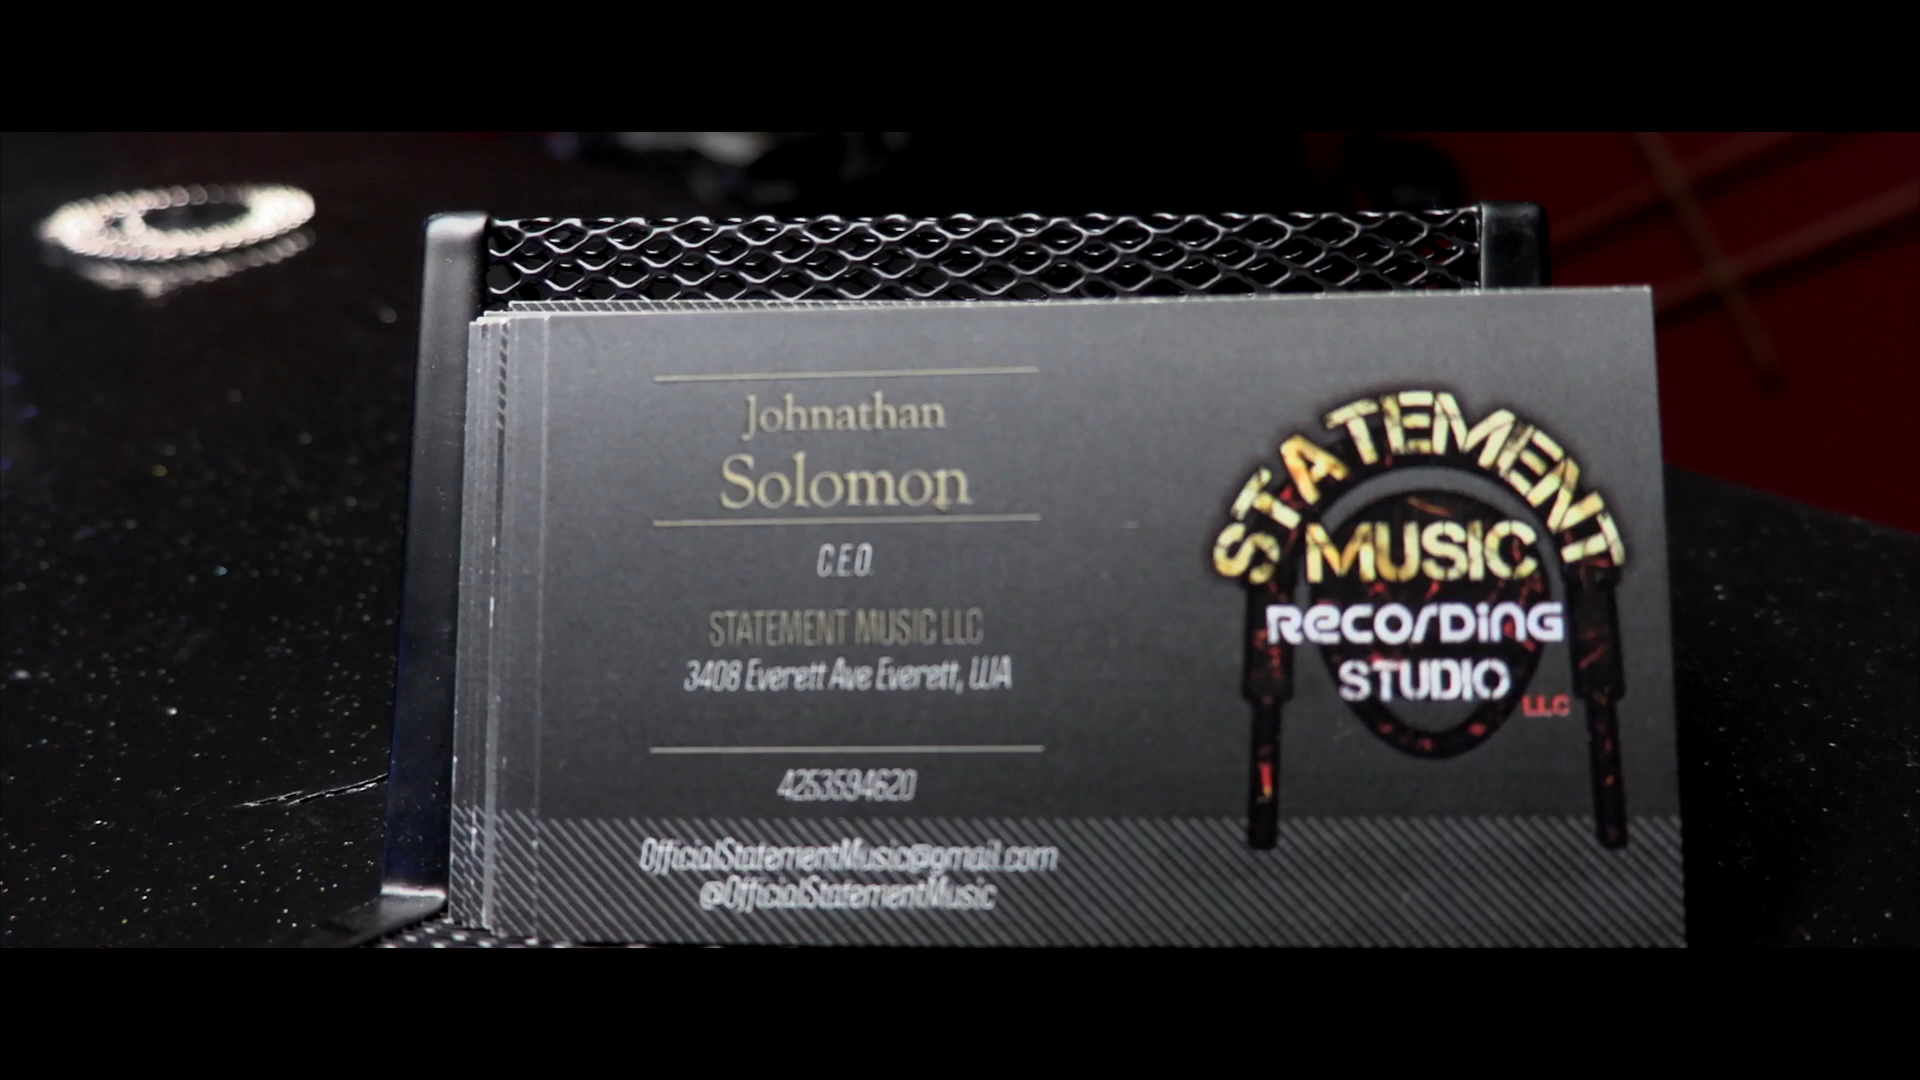 Johnathan
Solomon
C.E.O.
STATEMENT MUSIC LLC
3408 Everett Ave Everett, WA
4253594620
OfficialStatementMusic@gmail.com
@OfficialStatementMusic
STATEMENT
MUSIC
RECORDING
STUDIO
LLC